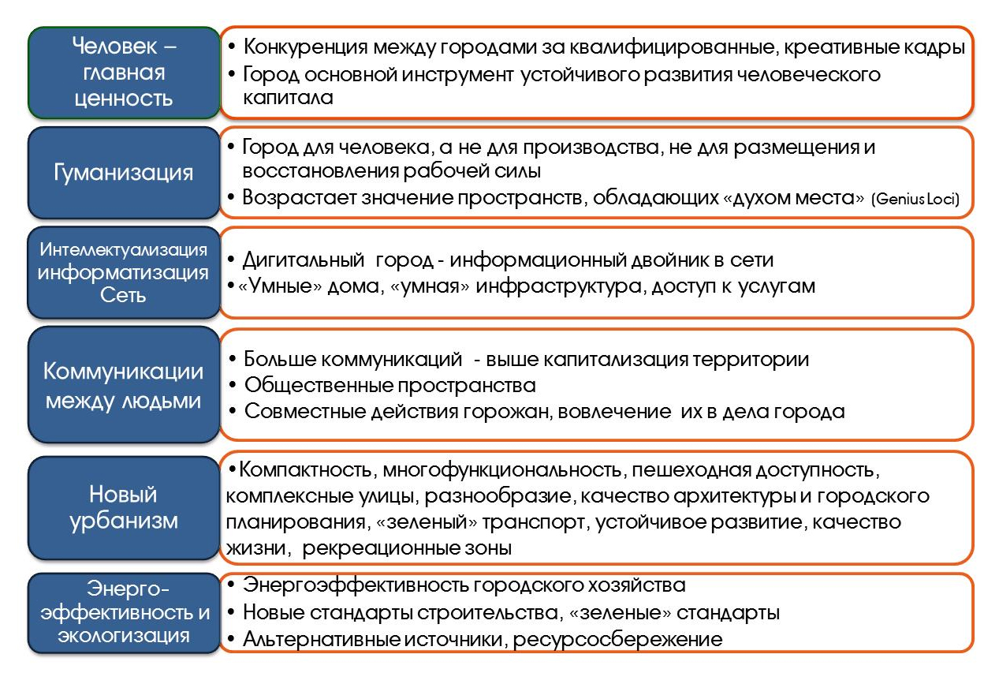 Человек –
главная
ценность
• Конкуренция между городами за квалифицированные, креативные кадры
• Город основной инструмент устойчивого развития человеческого
капитала
Гуманизация
• Город для человека, а не для производства, не для размещения и
восстановления рабочей силы
• Возрастает значение пространств, обладающих «духом места» (Genius Loci)
Интеллектуализация
информатизация
Сеть
• Дигитальный город - информационный двойник в сети
• «Умные» дома, «умная» инфраструктура, доступ к услугам
Коммуникации
между людьми
• Больше коммуникаций - выше капитализация территории
• Общественные пространства
• Совместные действия горожан, вовлечение их в дела города
Новый
урбанизм
• Компактность, многофункциональность, пешеходная доступность,
комплексные улицы, разнообразие, качество архитектуры и городского
планирования, «зеленый» транспорт, устойчивое развитие, качество
жизни, рекреационные зоны
Энерго-
эффективность и
экологизация
• Энергоэффективность городского хозяйства
• Новые стандарты строительства, «зеленые» стандарты
• Альтернативные источники, ресурсосбережение